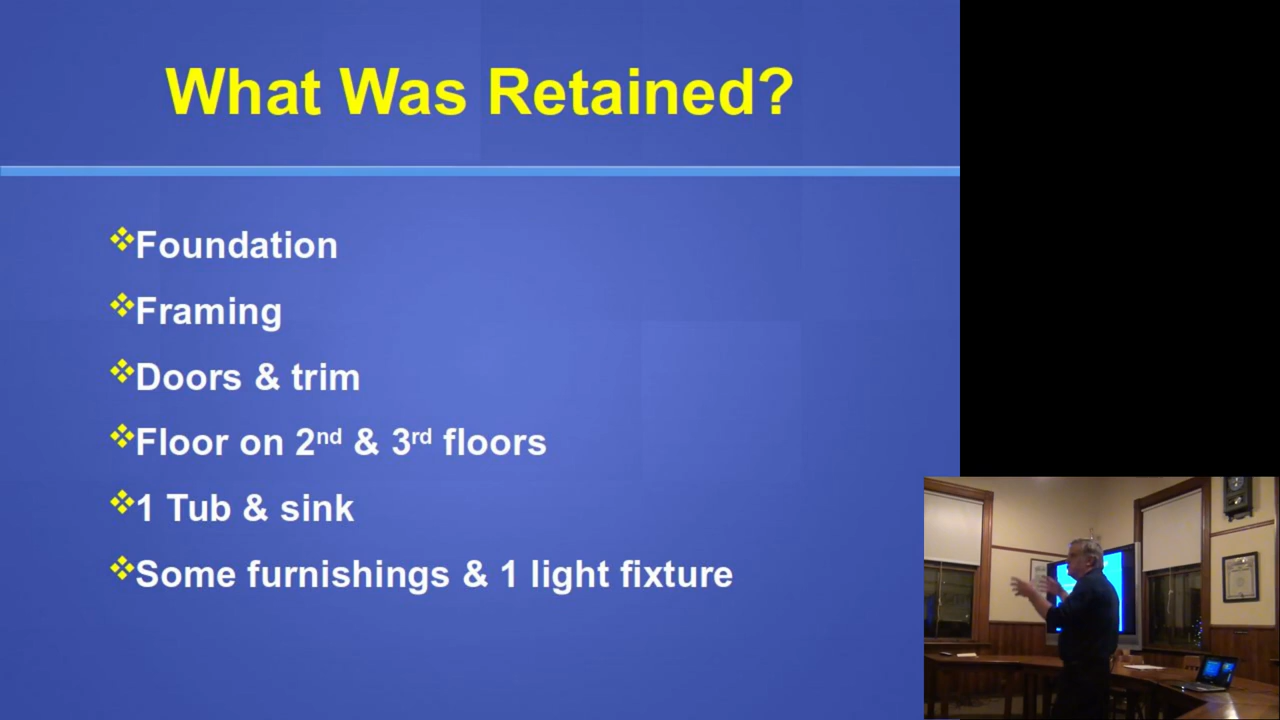 What Was Retained?
Foundation
Framing
Doors & trim
Floor on 2nd & 3rd floors
1 Tub & sink
Some furnishings & 1 light fixture